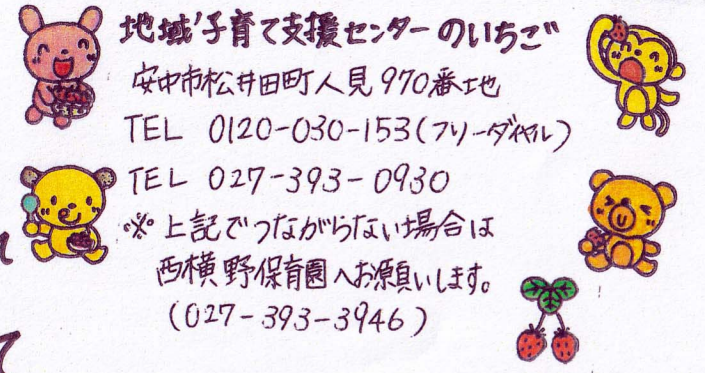 地域子育て支援センターのいちご
安中市松井田町人見970番地
TEL 0120-030-153(フリーダイヤル)
TEL 027-393-0930
※上記でつながらない場合は
西横野保育園へお願いします。
(027-393-3946)